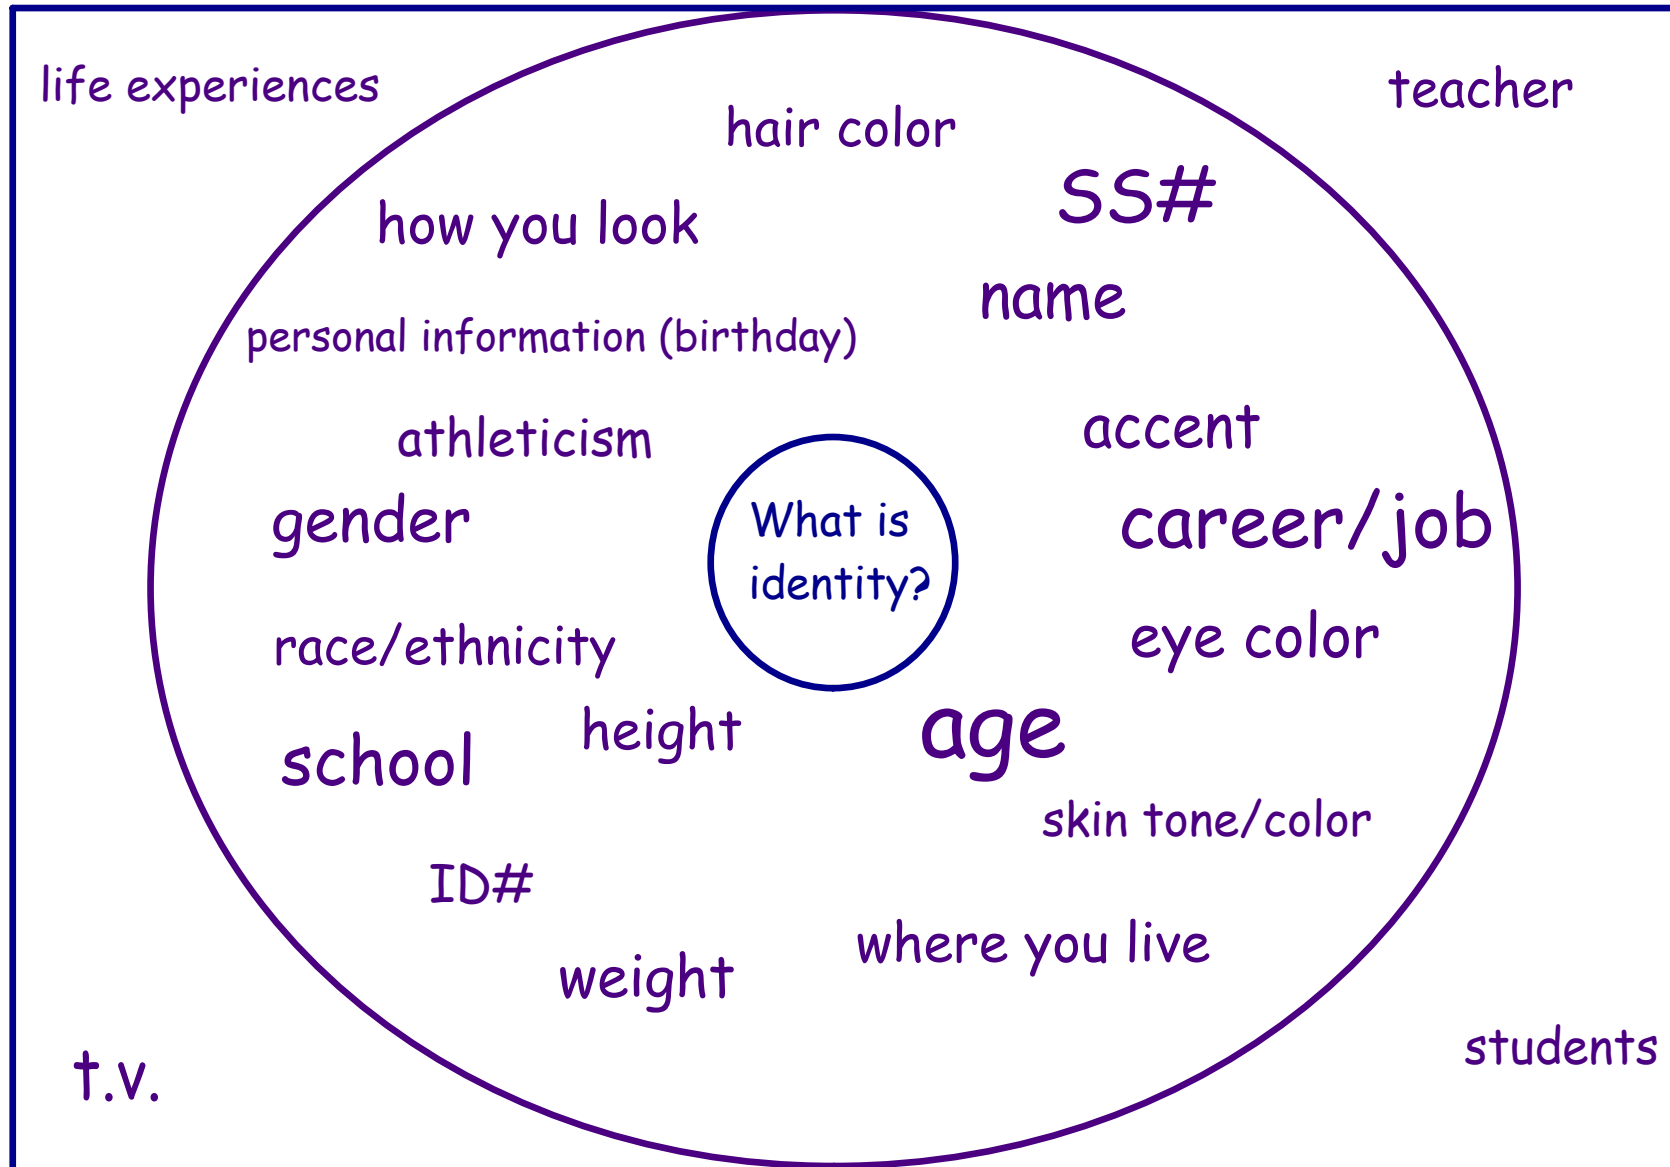 life experiences
teacher
hair color
SS#
how you look
name
personal information (birthday)
accent
athleticism
gender
career/job
What is
identity?
race/ethnicity
eye color
height
age
school
skin tone/color
ID#
where you live
weight
students
t.v.